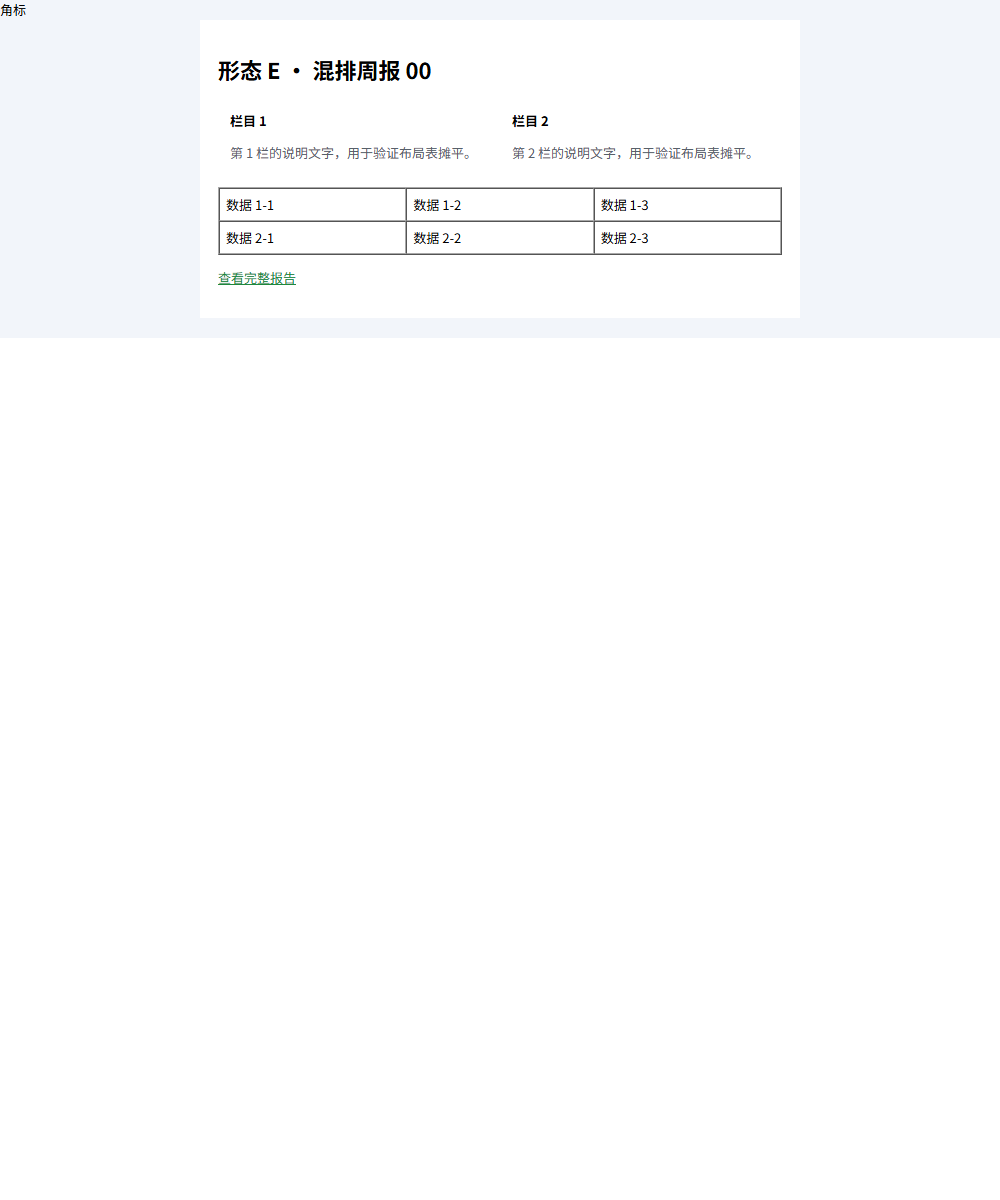 角标
形态 E · 混排周报 00
栏目 1
第 1 栏的说明文字，用于验证布局表摊平。
栏目 2
第 2 栏的说明文字，用于验证布局表摊平。
数据 1-1 数据 1-2 数据 1-3
数据 2-1 数据 2-2 数据 2-3
查看完整报告